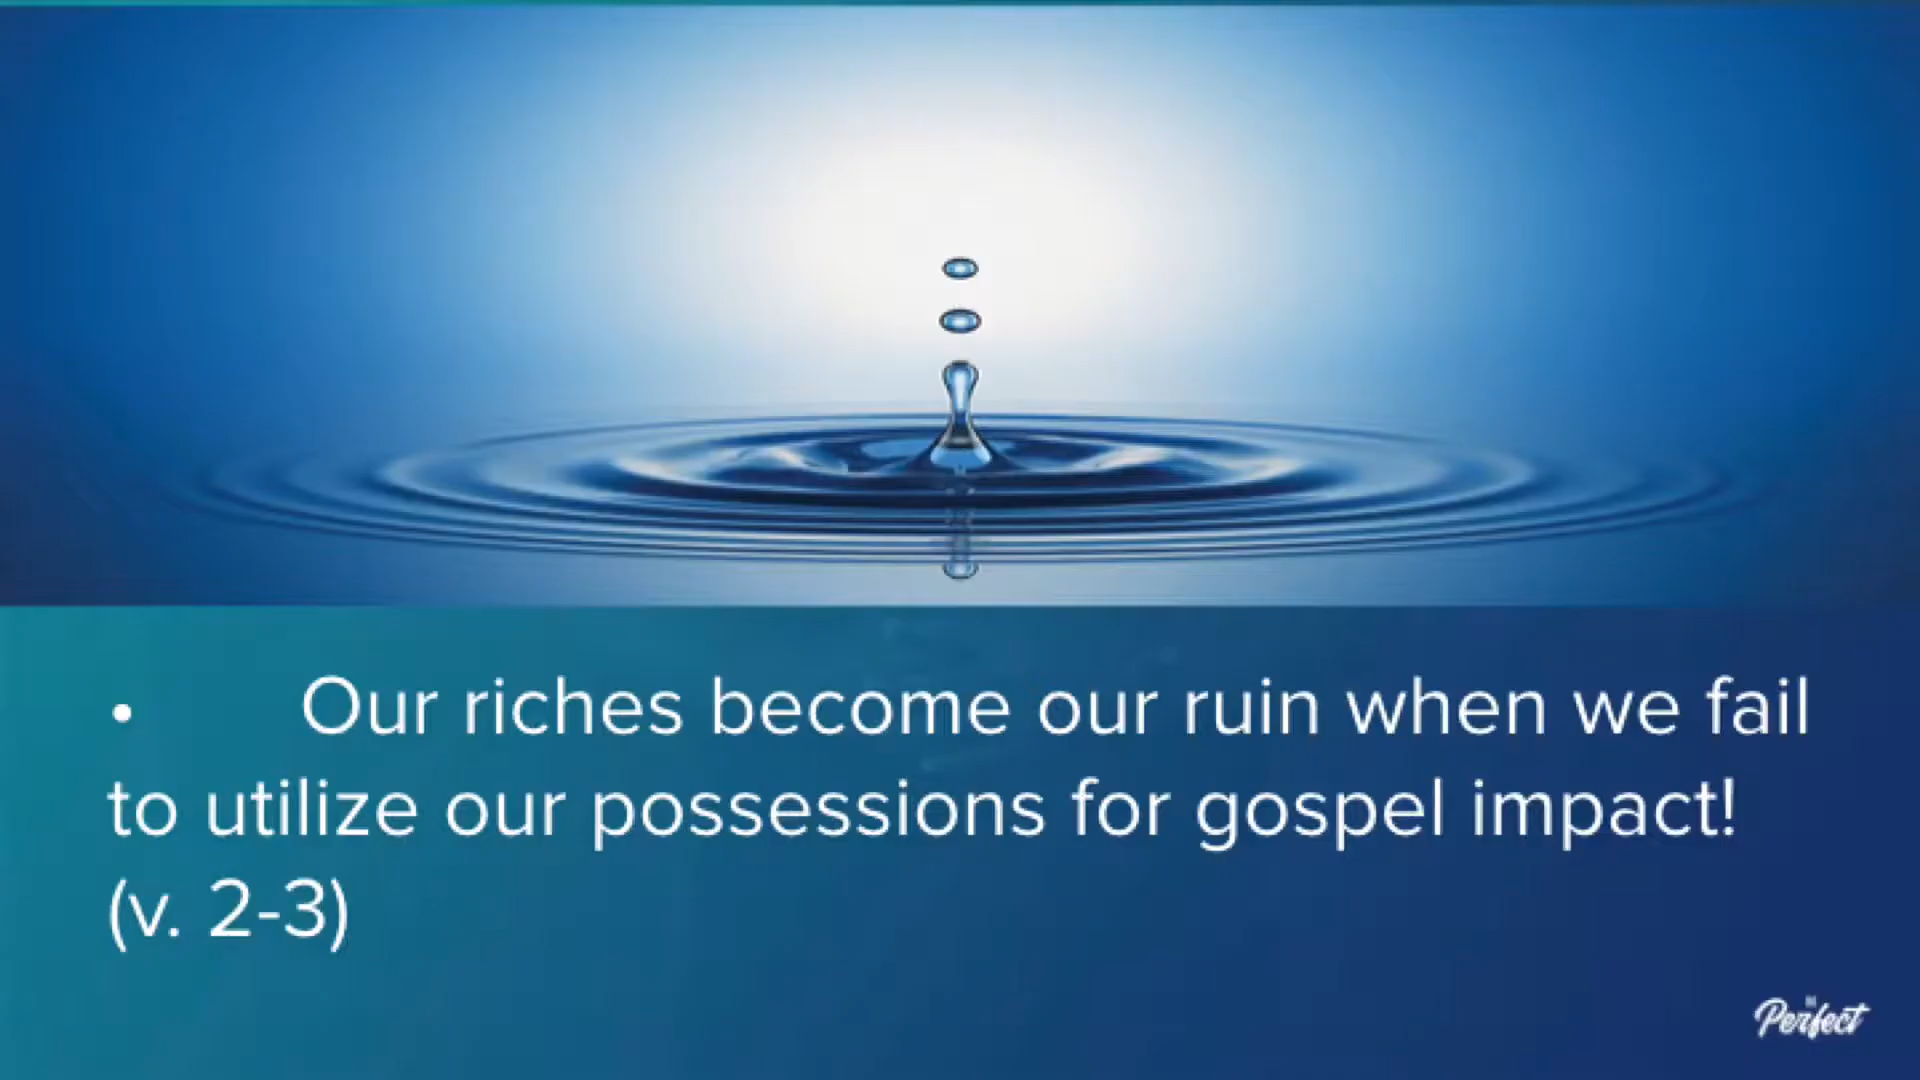 • Our riches become our ruin when we fail
to utilize our possessions for gospel impact!
(v. 2-3)
Perfect